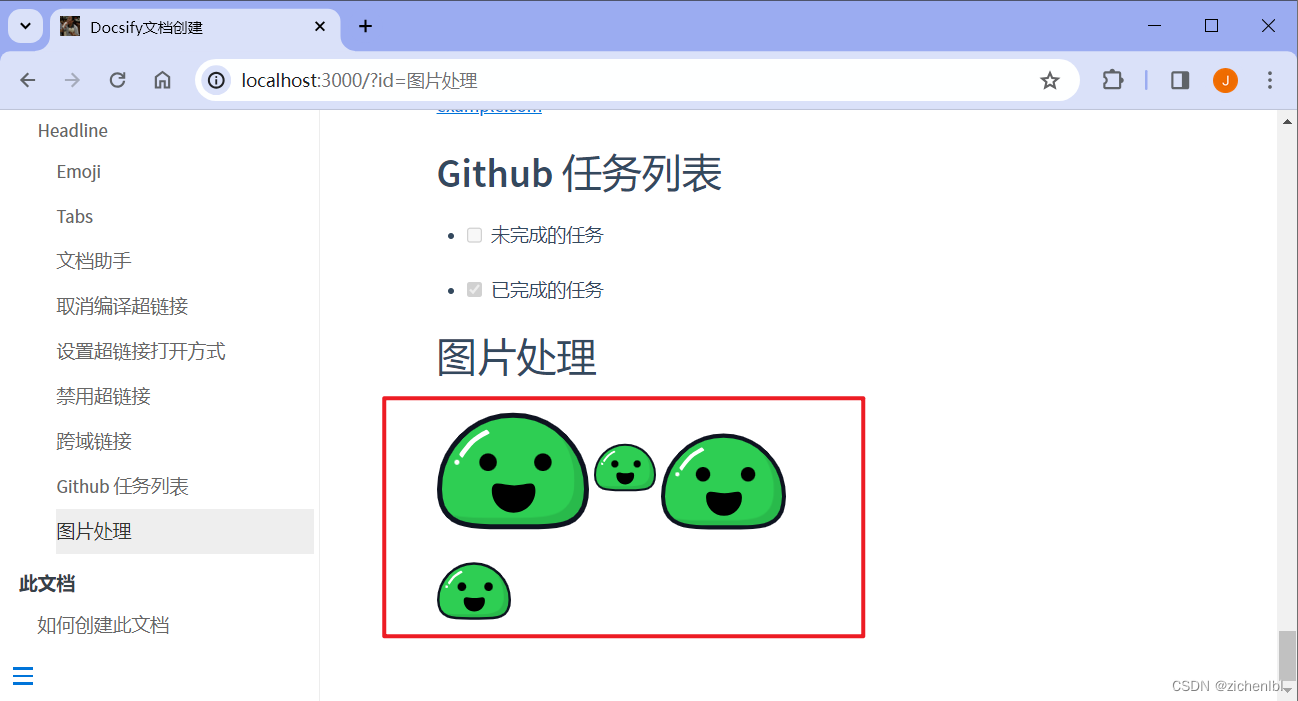 Docsify文档创建
localhost:3000/?id=图片处理
J
Headline
Emoji
Tabs
文档助手
取消编译超链接
设置超链接打开方式
禁用超链接
跨域链接
Github 任务列表
图片处理
此文档
如何创建此文档
example.com
Github 任务列表
未完成的任务
已完成的任务
图片处理
CSDN @zichenlbl